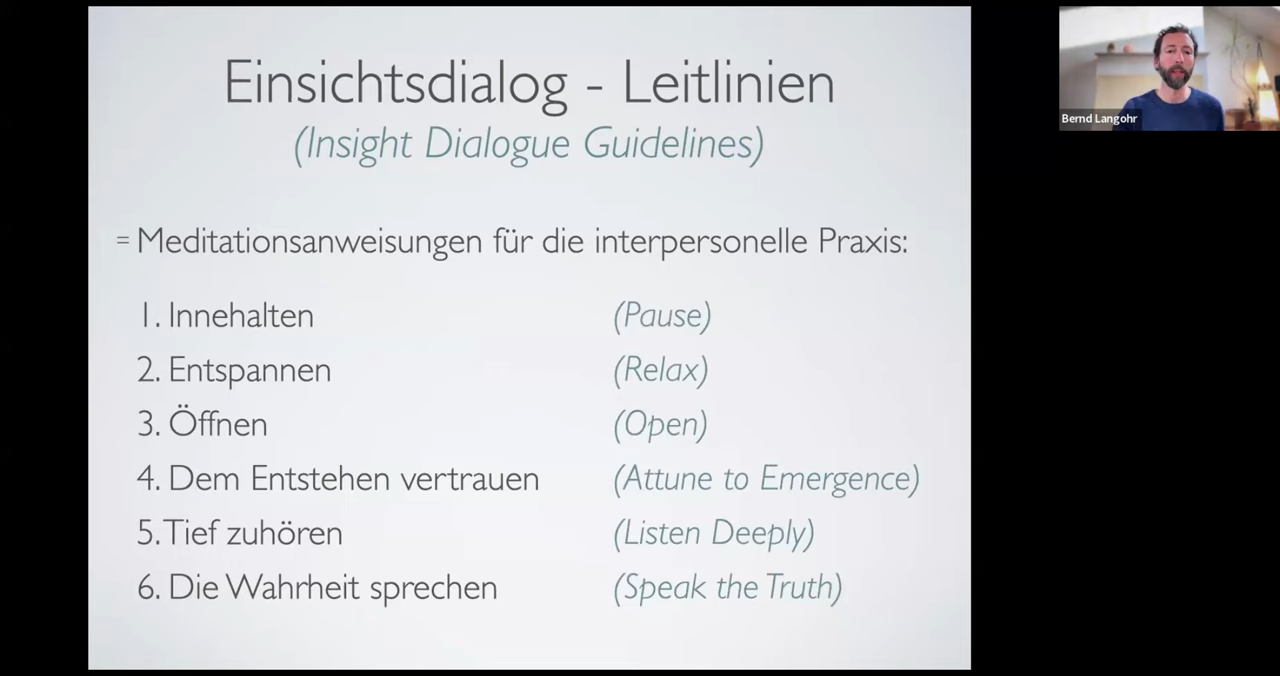 Einsichtsdialog - Leitlinien
(Insight Dialogue Guidelines)
= Meditationsanweisungen für die interpersonelle Praxis:
1. Innehalten (Pause)
2. Entspannen (Relax)
3. Öffnen (Open)
4. Dem Entstehen vertrauen (Attune to Emergence)
5. Tief zuhören (Listen Deeply)
6. Die Wahrheit sprechen (Speak the Truth)
Bernd Langohr